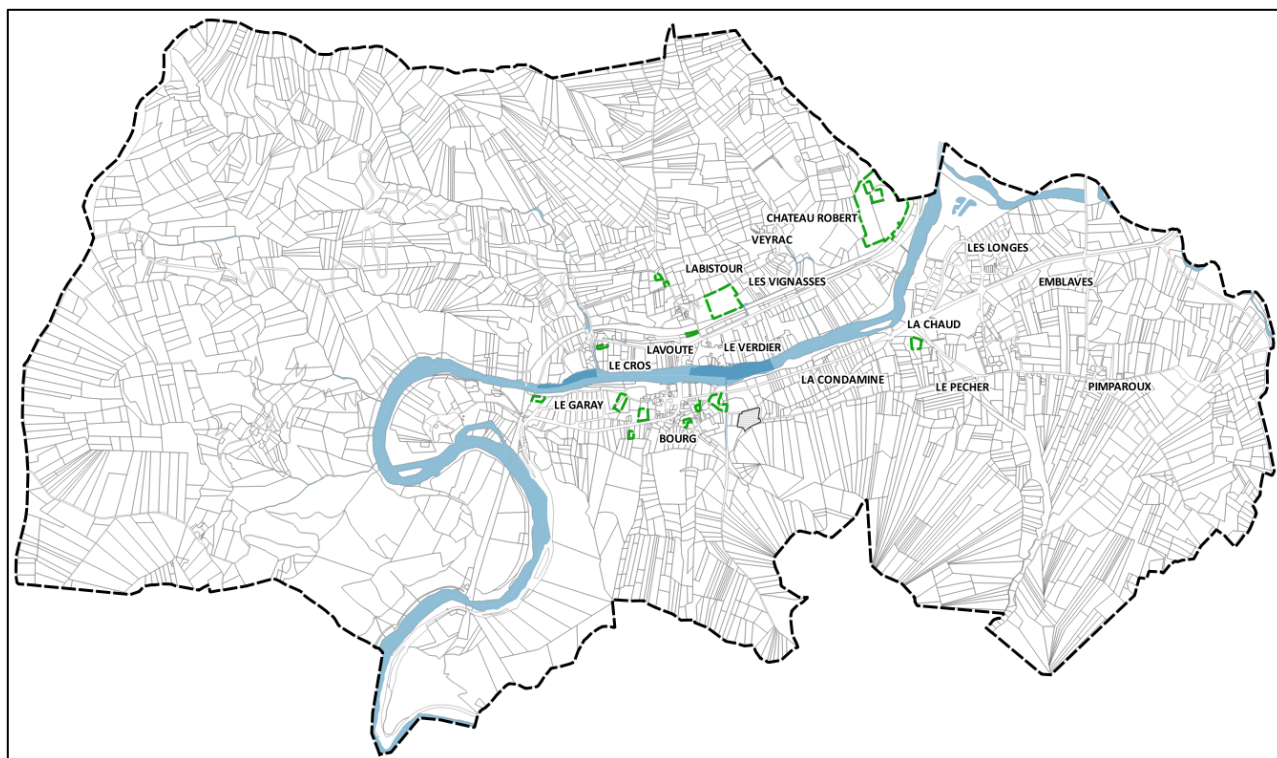 CHATEAU ROBERT
VEYRAC
LES LONGES
LABISTOUR
LES VIGNASSES
EMBLAVES
LA CHAUD
LAVOUTE
LE VERDIER
LE CROS
LA CONDAMINE
LE PECHER
PIMPAROUX
LE GARAY
BOURG